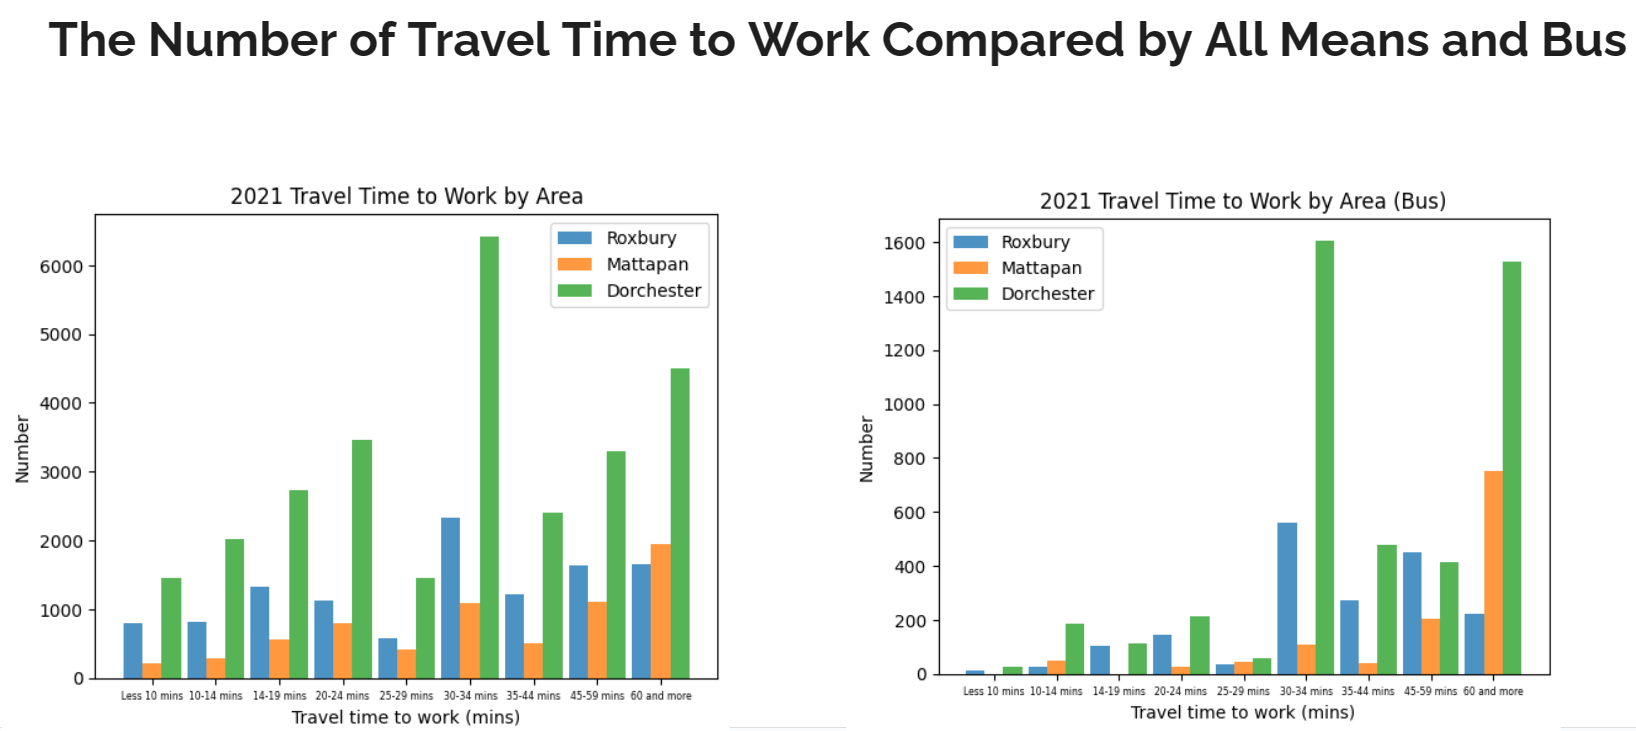 The Number of Travel Time to Work Compared by All Means and Bus
2021 Travel Time to Work by Area
Roxbury
Mattapan
Dorchester
6000
5000
4000
3000
2000
1000
0
Number
Less 10 mins 10-14 mins 14-19 mins 20-24 mins 25-29 mins 30-34 mins 35-44 mins 45-59 mins 60 and more
Travel time to work (mins)
2021 Travel Time to Work by Area (Bus)
Roxbury
Mattapan
Dorchester
1600
1400
1200
1000
800
600
400
200
0
Number
Less 10 mins 10-14 mins 14-19 mins 20-24 mins 25-29 mins 30-34 mins 35-44 mins 45-59 mins 60 and more
Travel time to work (mins)